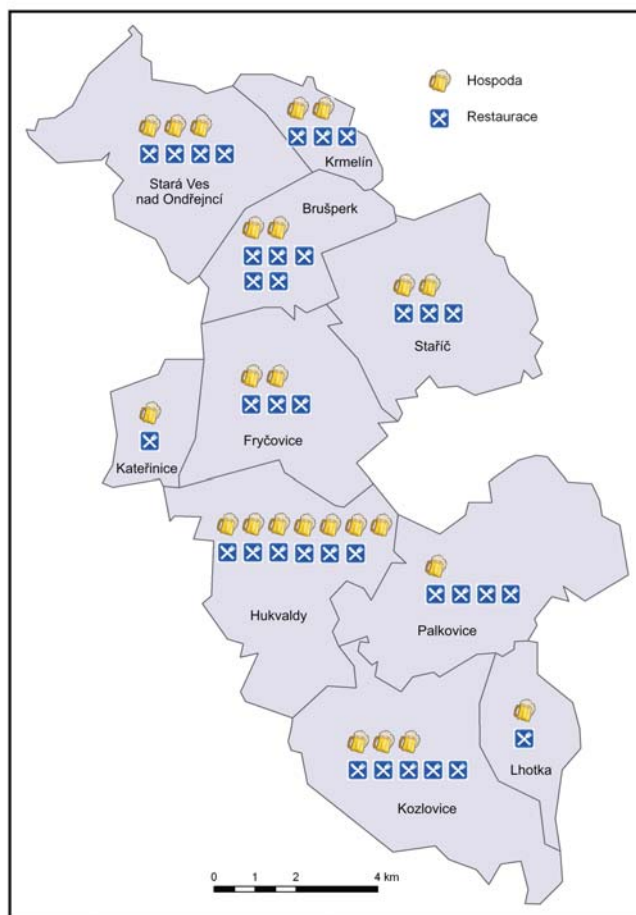 Hospoda
Restaurace
Krmelín
Stará Ves
nad Ondřejncí
Brušperk
Staříč
Fryčovice
Kateřinice
Hukvaldy
Palkovice
Lhotka
Kozlovice
0 1 2 4 km